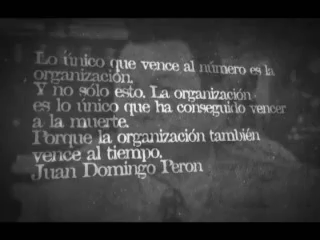 Lo único que vence al número es la
organización.
Y no sólo esto. La organización
es lo único que ha conseguido vencer
a la muerte.
Porque la organización también
vence al tiempo.
Juan Domingo Peron